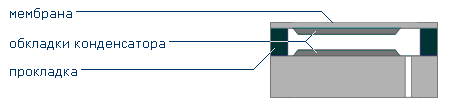 мембрана
обкладки конденсатора
прокладка